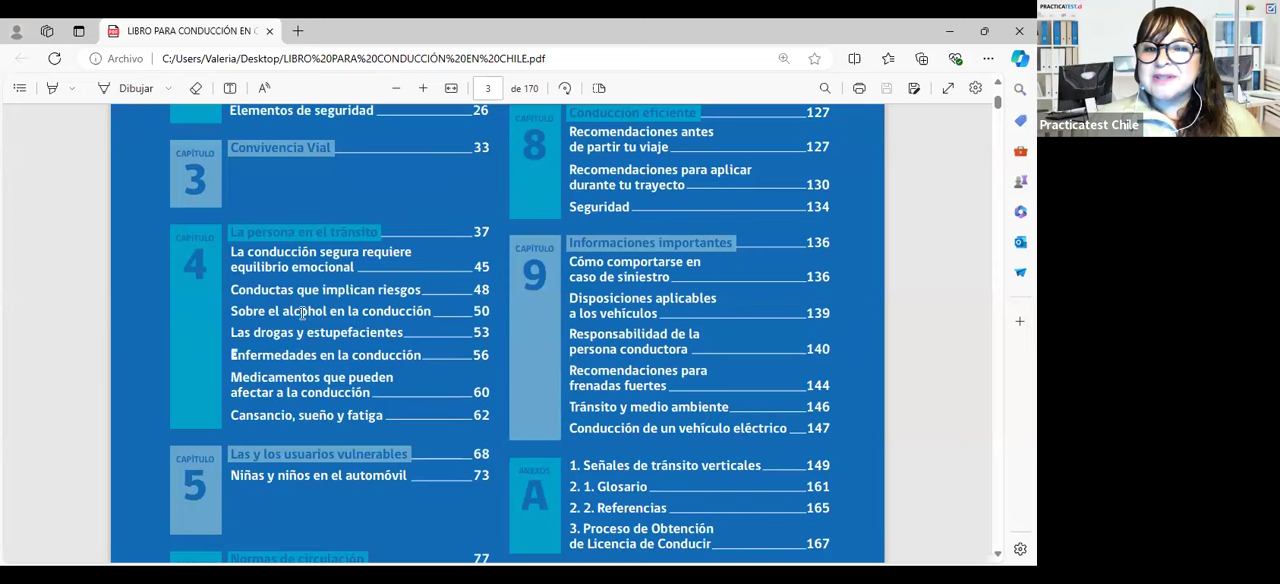 LIBRO PARA CONDUCCIÓN EN C
Archivo
C:/Users/Valeria/Desktop/LIBRO%20PARA%20CONDUCCIÓN%20EN%20CHILE.pdf
Dibujar
3
de 170
Elementos de seguridad 26
CAPÍTULO
3
Convivencia Vial 33
CAPÍTULO
4
La persona en el tránsito 37
La conducción segura requiere
equilibrio emocional 45
Conductas que implican riesgos 48
Sobre el alcohol en la conducción 50
Las drogas y estupefacientes 53
Enfermedades en la conducción 56
Medicamentos que pueden
afectar a la conducción 60
Cansancio, sueño y fatiga 62
CAPÍTULO
5
Las y los usuarios vulnerables 68
Niñas y niños en el automóvil 73
Normas de circulación 77
CAPÍTULO
8
Conducción eficiente 127
Recomendaciones antes
de partir tu viaje 127
Recomendaciones para aplicar
durante tu trayecto 130
Seguridad 134
CAPÍTULO
9
Informaciones importantes 136
Cómo comportarse en
caso de siniestro 136
Disposiciones aplicables
a los vehículos 139
Responsabilidad de la
persona conductora 140
Recomendaciones para
frenadas fuertes 144
Tránsito y medio ambiente 146
Conducción de un vehículo eléctrico 147
ANEXOS
A
1. Señales de tránsito verticales 149
2. 1. Glosario 161
2. 2. Referencias 165
3. Proceso de Obtención
de Licencia de Conducir 167
PRACTICATEST.cl
Practicatest Chile